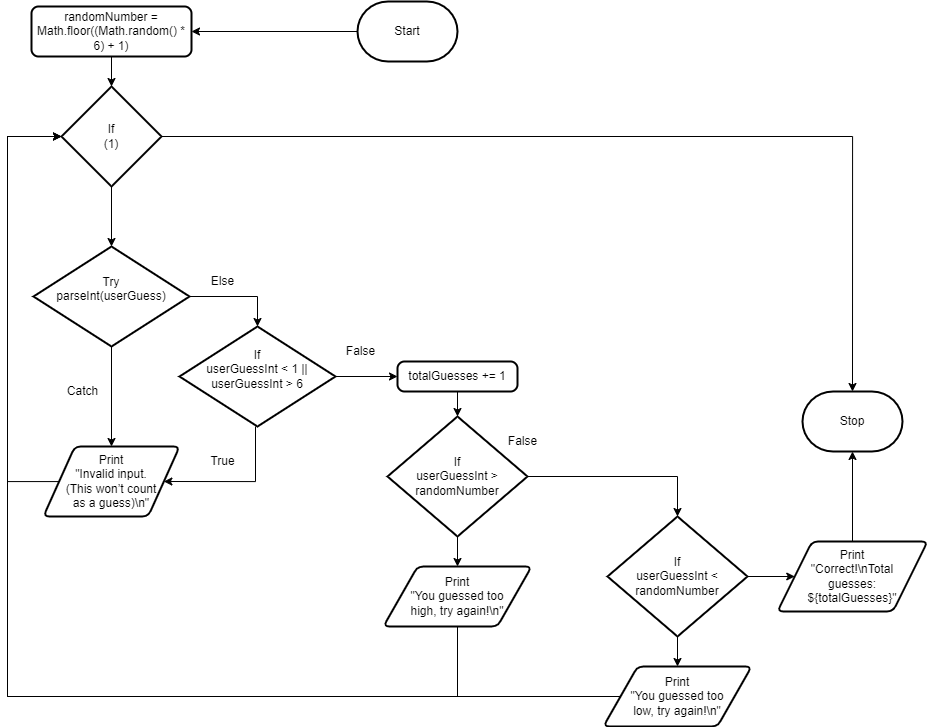 randomNumber =
Math.floor((Math.random() *
6) + 1)
Start
If
(1)
Try
parseInt(userGuess)
Else
If
userGuessInt < 1 ||
userGuessInt > 6
False
totalGuesses += 1
Catch
True
Print
"Invalid input.
(This won't count
as a guess)\n"
If
userGuessInt >
randomNumber
False
Stop
If
userGuessInt <
randomNumber
Print
"Correct!\nTotal
guesses:
${totalGuesses}"
Print
"You guessed too
high, try again!\n"
Print
"You guessed too
low, try again!\n"